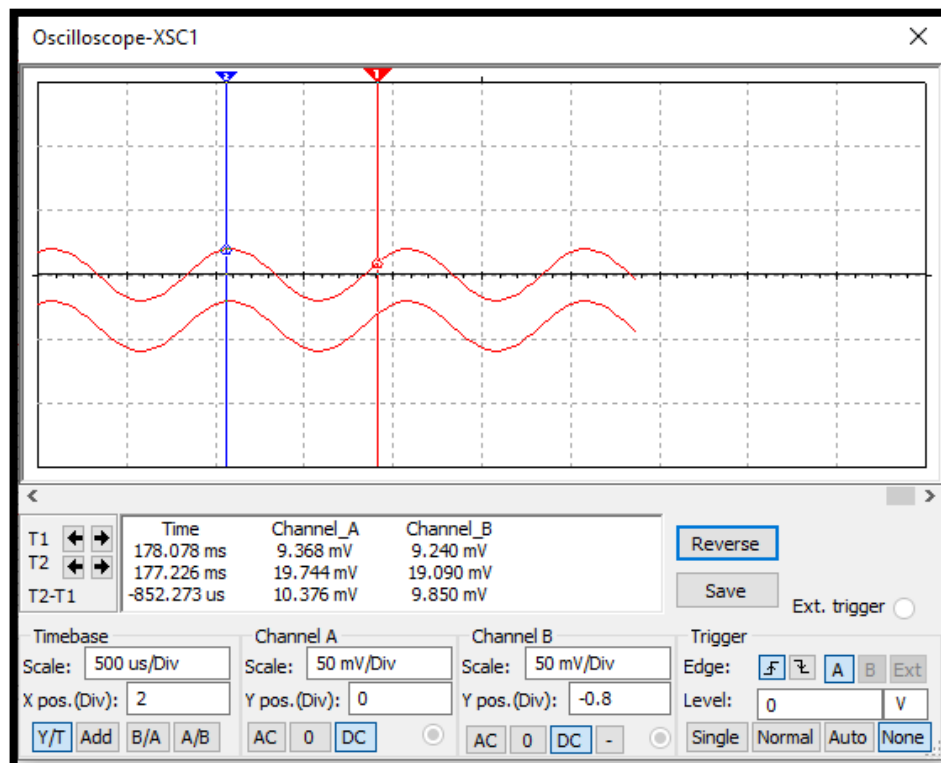 Oscilloscope-XSC1
2 1
T1
T2
T2-T1
Time Channel_A Channel_B
178.078 ms 9.368 mV 9.240 mV
177.226 ms 19.744 mV 19.090 mV
-852.273 us 10.376 mV 9.850 mV
Reverse
Save
Ext. trigger
Timebase
Scale: 500 us/Div
X pos.(Div): 2
Y/T Add B/A A/B
Channel A
Scale: 50 mV/Div
Y pos.(Div): 0
AC 0 DC
Channel B
Scale: 50 mV/Div
Y pos.(Div): -0.8
AC 0 DC -
Trigger
Edge: A B Ext
Level: 0 V
Single Normal Auto None